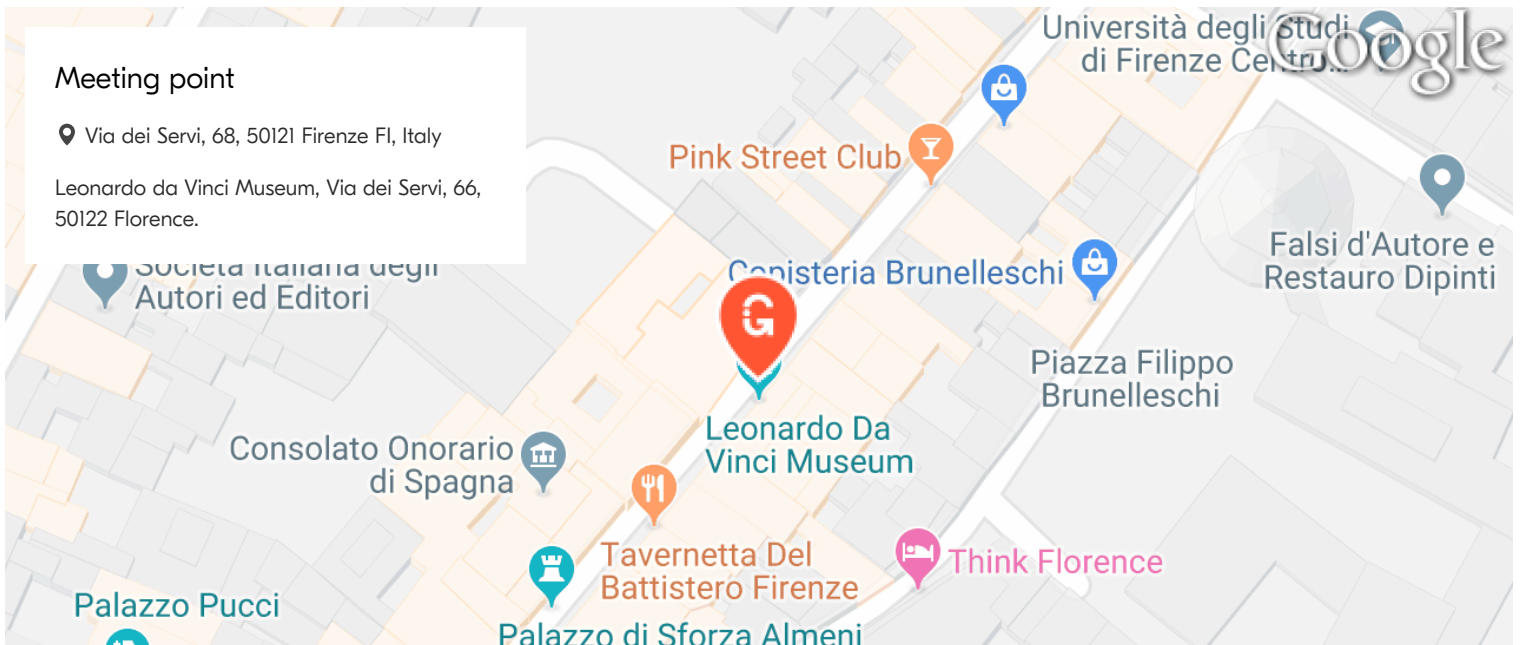 Meeting point
Via dei Servi, 68, 50121 Firenze FI, Italy
Leonardo da Vinci Museum, Via dei Servi, 66,
50122 Florence.
Università degli Studi
di Firenze Centro...
Google
Pink Street Club
Falsi d'Autore e
Restauro Dipinti
Copisteria Brunelleschi
Società Italiana degli
Autori ed Editori
G
Piazza Filippo
Brunelleschi
Leonardo Da
Vinci Museum
Consolato Onorario
di Spagna
Tavernetta Del
Battistero Firenze
Think Florence
Palazzo Pucci
Palazzo di Sforza Almeni